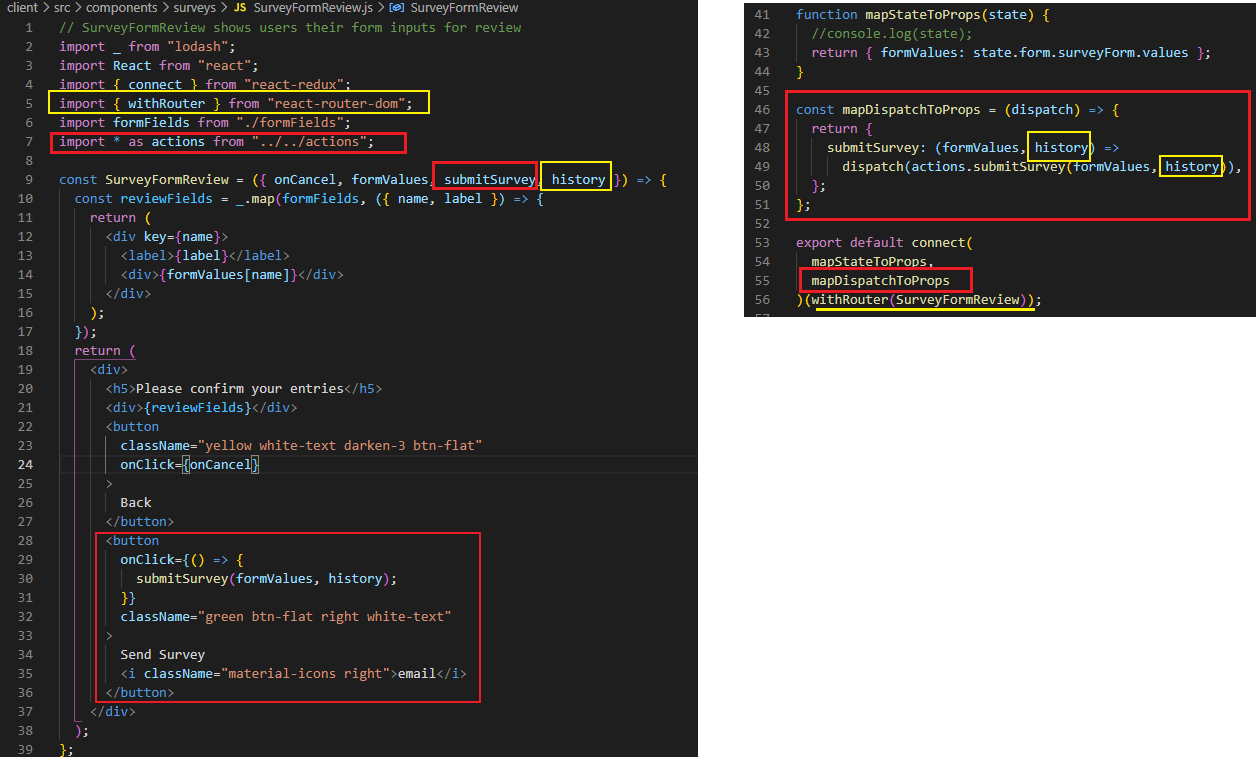 client > src > components > surveys > JS SurveyFormReview.js > SurveyFormReview
1 // SurveyFormReview shows users their form inputs for review
2 import _ from "lodash";
3 import React from "react";
4 import { connect } from "react-redux";
5 import { withRouter } from "react-router-dom";
6 import formFields from "./formFields";
7 import * as actions from "../../actions";
8
9 const SurveyFormReview = ({ onCancel, formValues, submitSurvey, history }) => {
10 const reviewFields = _.map(formFields, ({ name, label }) => {
11 return (
12 <div key={name}>
13 <label>{label}</label>
14 <div>{formValues[name]}</div>
15 </div>
16 );
17 });
18 return (
19 <div>
20 <h5>Please confirm your entries</h5>
21 <div>{reviewFields}</div>
22 <button
23 className="yellow white-text darken-3 btn-flat"
24 onClick={onCancel}
25 >
26 Back
27 </button>
28 <button
29 onClick={() => {
30 submitSurvey(formValues, history);
31 }}
32 className="green btn-flat right white-text"
33 >
34 Send Survey
35 <i className="material-icons right">email</i>
36 </button>
37 </div>
38 );
39 };
41 function mapStateToProps(state) {
42 //console.log(state);
43 return { formValues: state.form.surveyForm.values };
44 }
45
46 const mapDispatchToProps = (dispatch) => {
47 return {
48 submitSurvey: (formValues, history) =>
49 dispatch(actions.submitSurvey(formValues, history)),
50 };
51 };
52
53 export default connect(
54 mapStateToProps,
55 mapDispatchToProps
56 )(withRouter(SurveyFormReview));